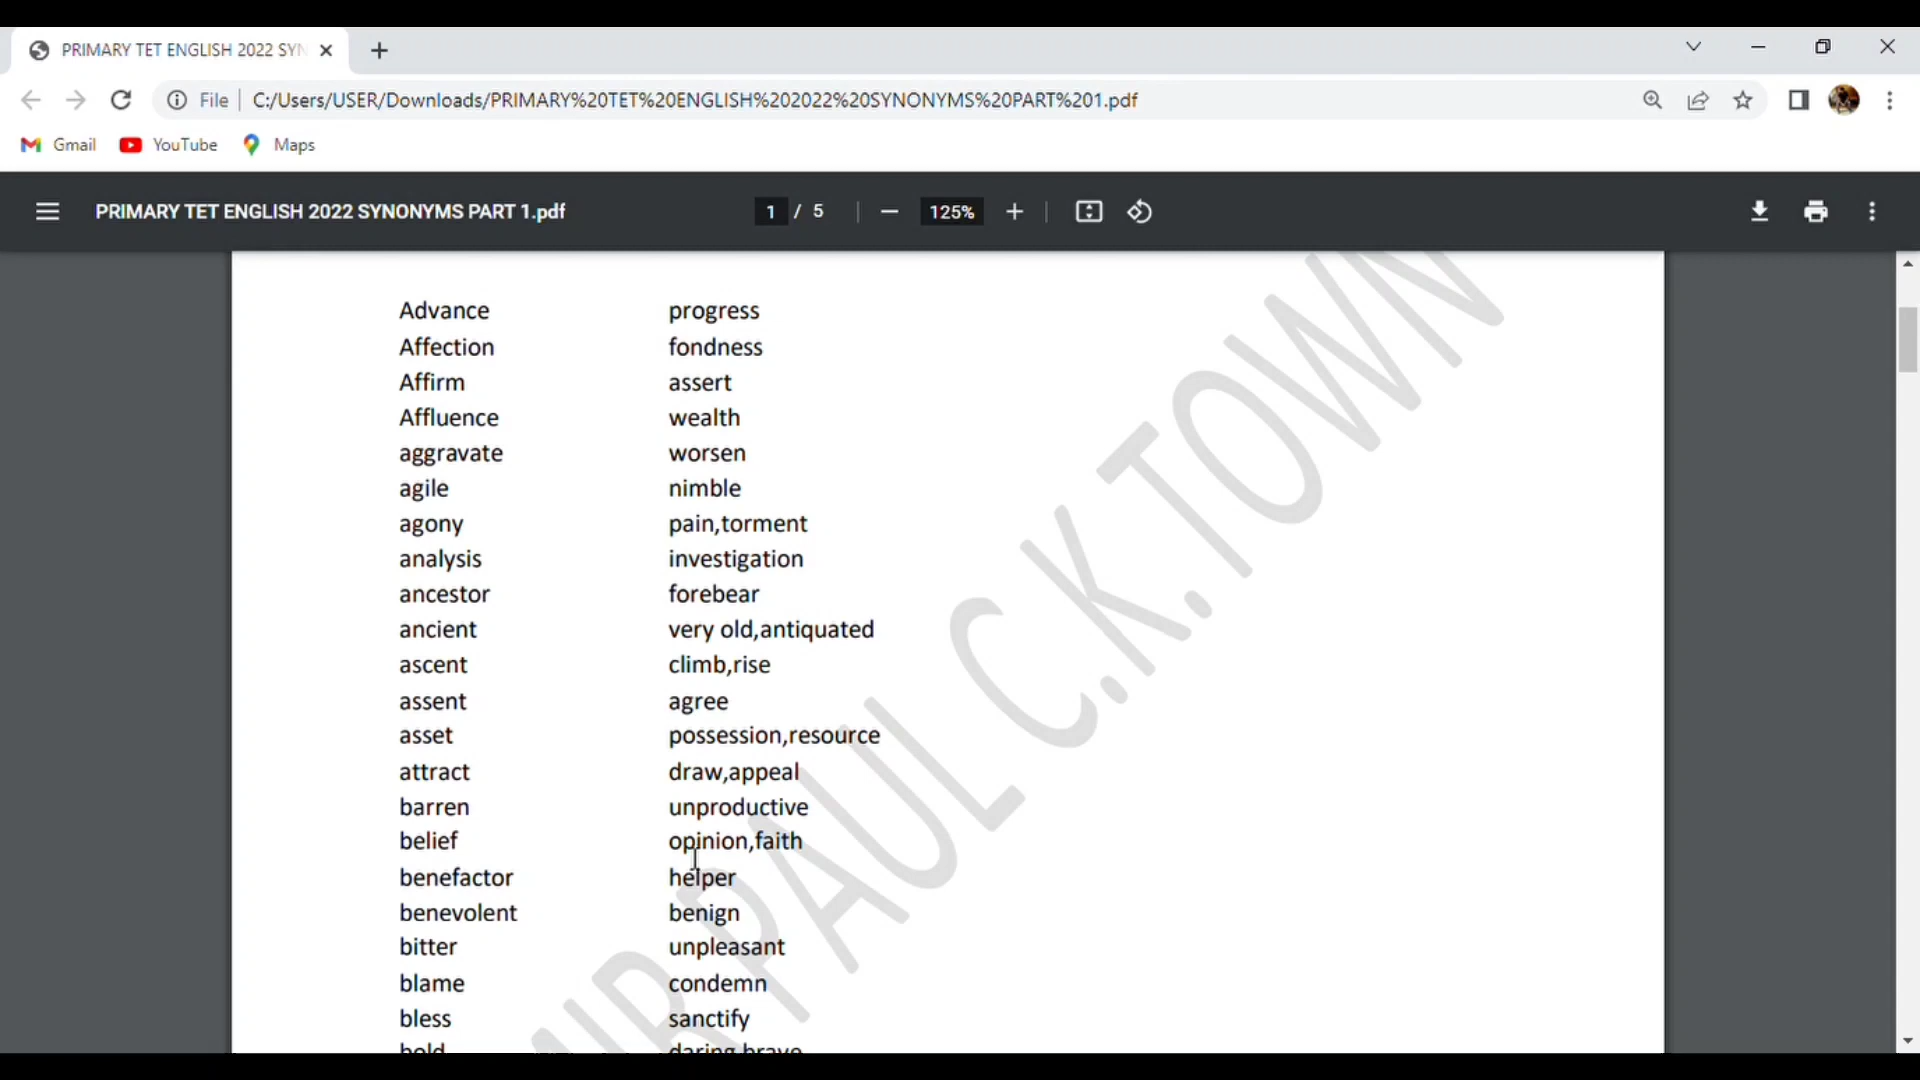 PRIMARY TET ENGLISH 2022 SYN
File C:/Users/USER/Downloads/PRIMARY%20TET%20ENGLISH%202022%20SYNONYMS%20PART%201.pdf
Gmail YouTube Maps
PRIMARY TET ENGLISH 2022 SYNONYMS PART 1.pdf 1 / 5 125%
Advance progress
Affection fondness
Affirm assert
Affluence wealth
aggravate worsen
agile nimble
agony pain,torment
analysis investigation
ancestor forebear
ancient very old,antiquated
ascent climb,rise
assent agree
asset possession,resource
attract draw,appeal
barren unproductive
belief opinion,faith
benefactor helper
benevolent benign
bitter unpleasant
blame condemn
bless sanctify
bold daring,brave
PAUL C.K.TOWN